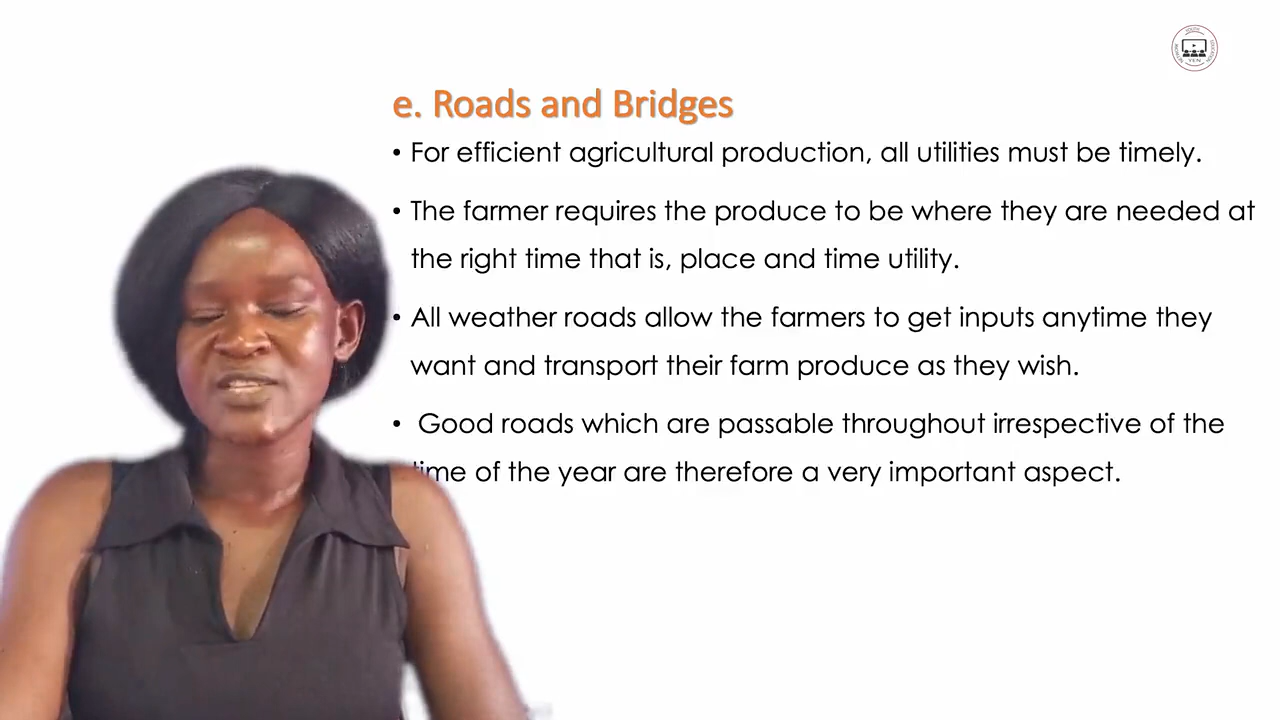 e. Roads and Bridges
• For efficient agricultural production, all utilities must be timely.
• The farmer requires the produce to be where they are needed at
the right time that is, place and time utility.
• All weather roads allow the farmers to get inputs anytime they
want and transport their farm produce as they wish.
• Good roads which are passable throughout irrespective of the
time of the year are therefore a very important aspect.